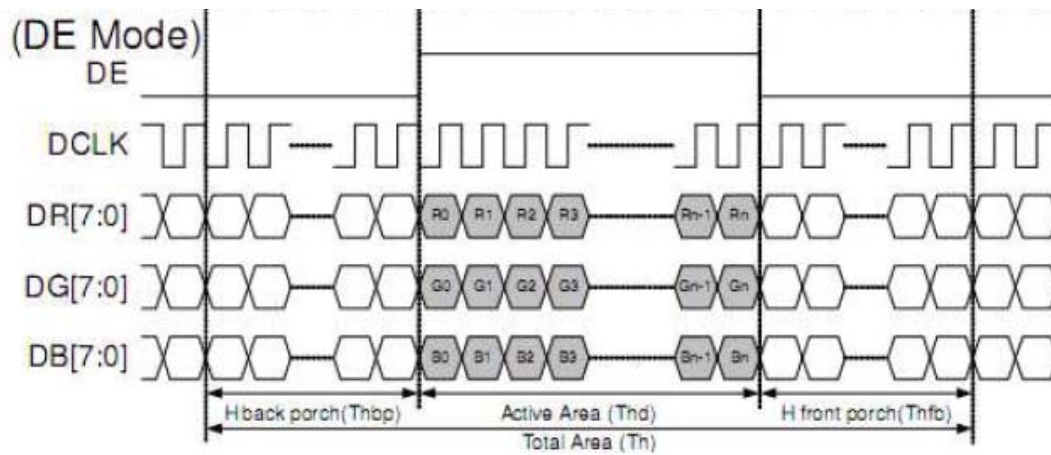 (DE Mode)
DE
DCLK
DR[7:0] R0 R1 R2 R3 Rn-1 Rn
DG[7:0] G0 G1 G2 G3 Gn-1 Gn
DB[7:0] B0 B1 B2 B3 Bn-1 Bn
H back porch(Thbp) Active Area (Thd) H front porch(Thfb)
Total Area (Th)